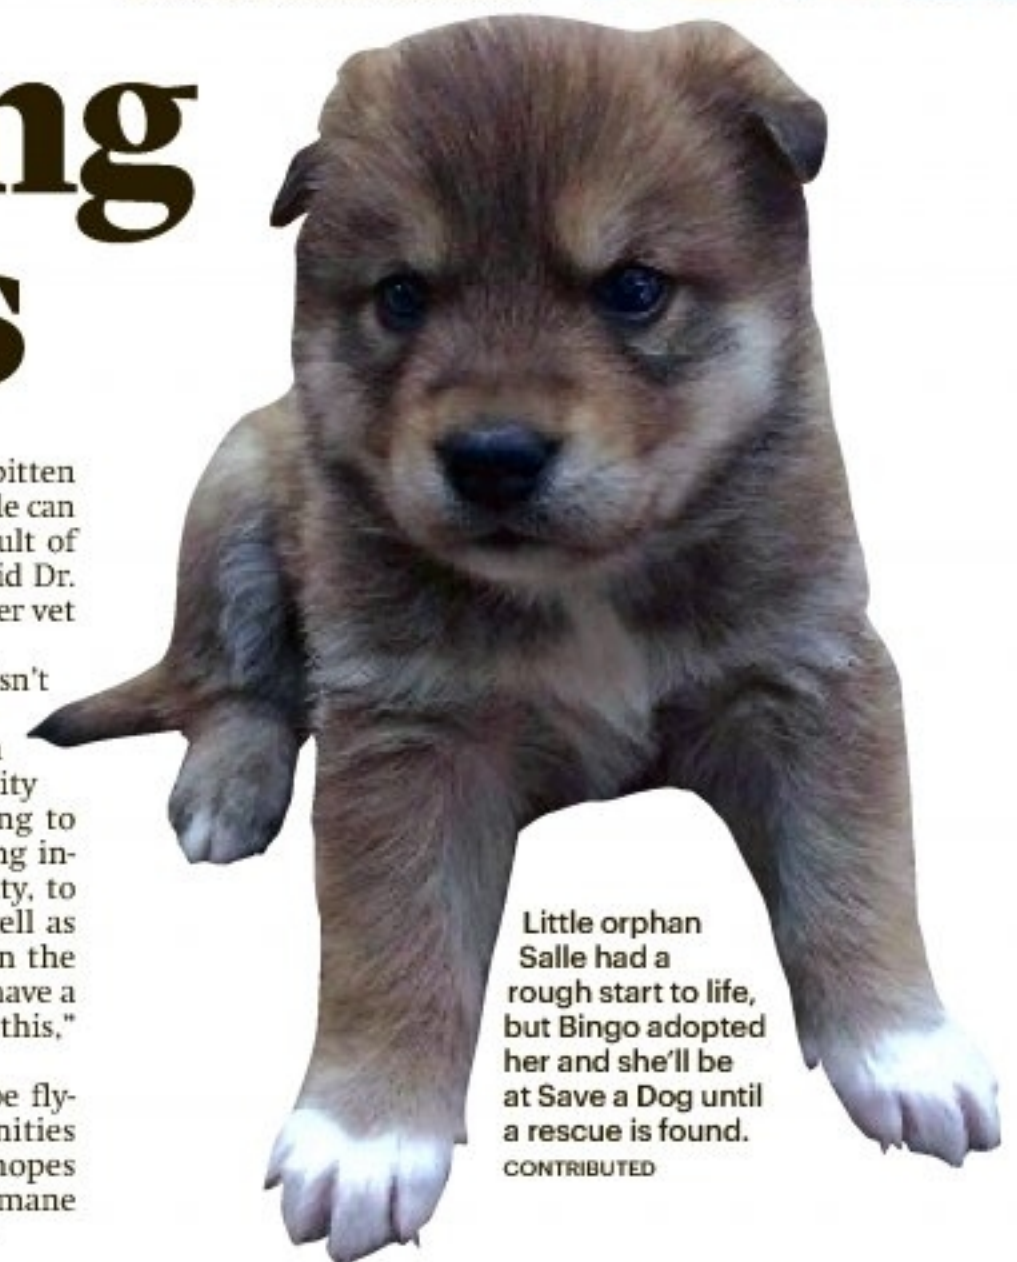 ng
s
bitten
le can
ult of
id Dr.
er vet
sn't
ity
ng to
ng in-
ty, to
ell as
n the
have a
this,"
be fly-
nities
hopes
mane
Little orphan
Salle had a
rough start to life,
but Bingo adopted
her and she'll be
at Save a Dog until
a rescue is found.
CONTRIBUTED